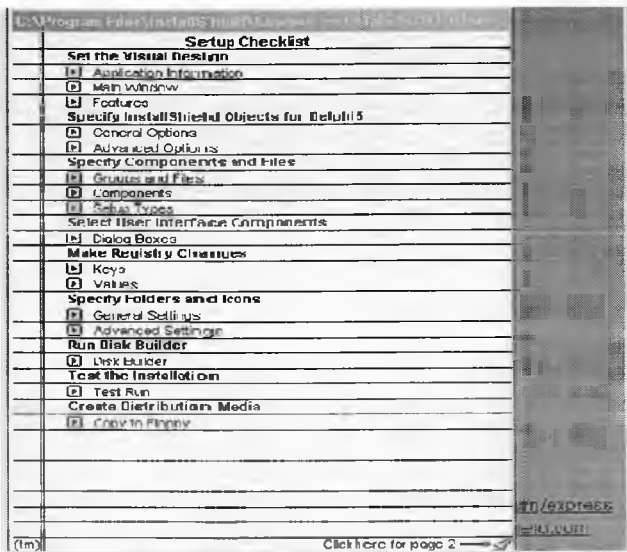 Setup Checklist
Set the Visual Design
Application Information
Main Window
Features
Specify InstallShield Objects for Delphi 5
General Options
Advanced Options
Specify Components and Files
Groups and Files
Components
Setup Types
Select User Interface Components
Dialog Boxes
Make Registry Changes
Keys
Values
Specify Folders and Icons
General Settings
Advanced Settings
Run Disk Builder
Disk Builder
Test the Installation
Test Run
Create Distribution Media
Copy to Floppy
/express
(tm)
Click here for page 2